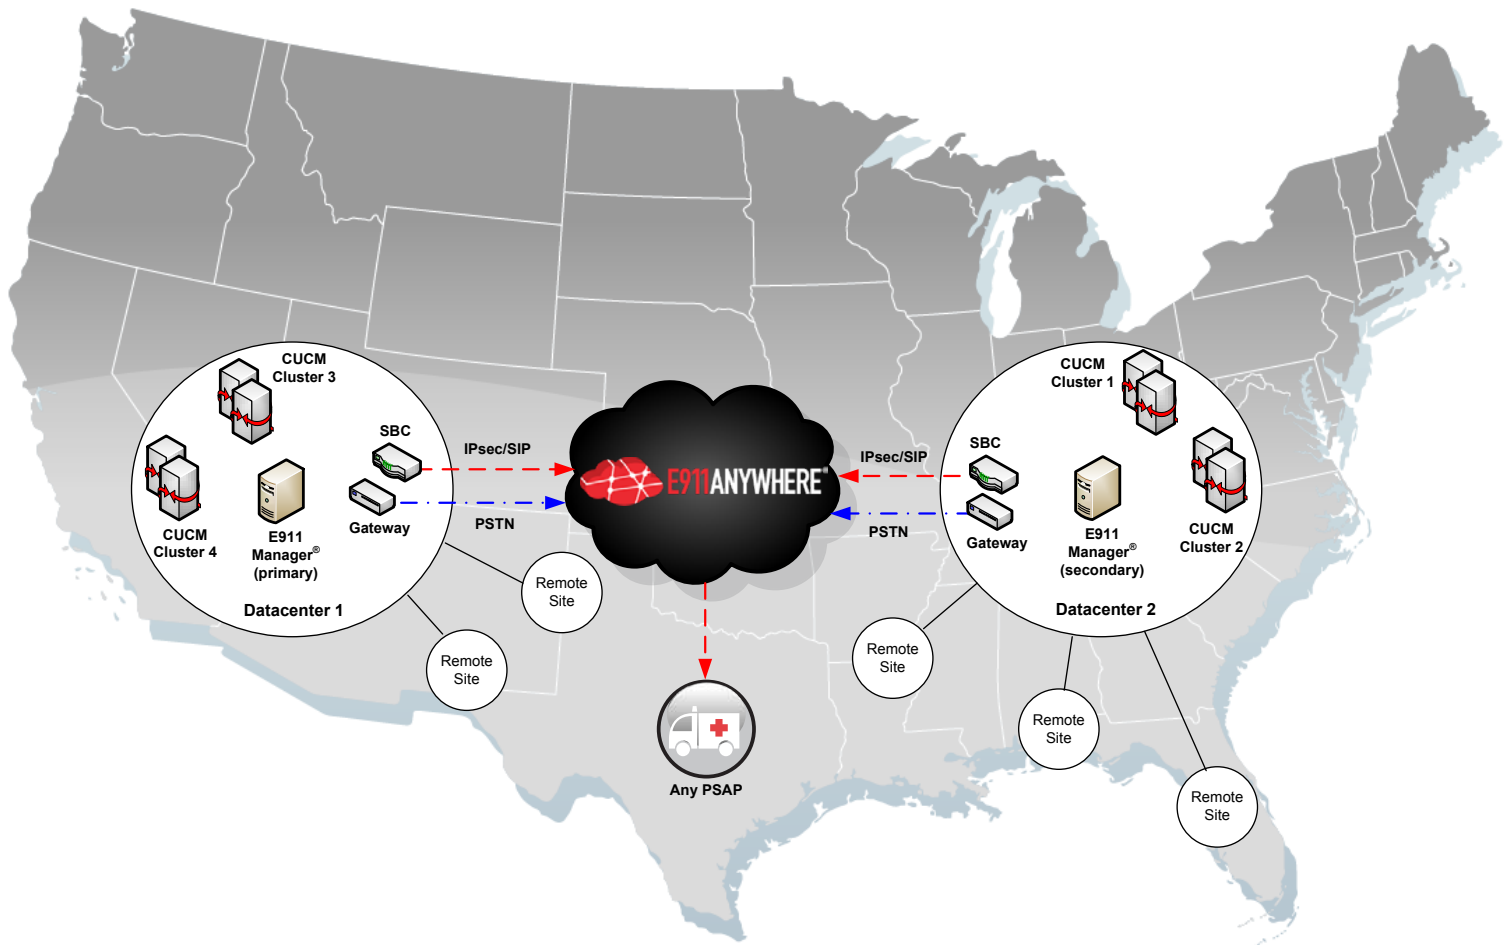 CUCM
Cluster 3
SBC
IPsec/SIP
CUCM
Cluster 4
E911
Manager®
(primary)
Gateway
PSTN
Datacenter 1
Remote
Site
Remote
Site
E911ANYWHERE®
Any PSAP
CUCM
Cluster 1
SBC
IPsec/SIP
CUCM
Cluster 2
E911
Manager®
(secondary)
Gateway
PSTN
Datacenter 2
Remote
Site
Remote
Site
Remote
Site